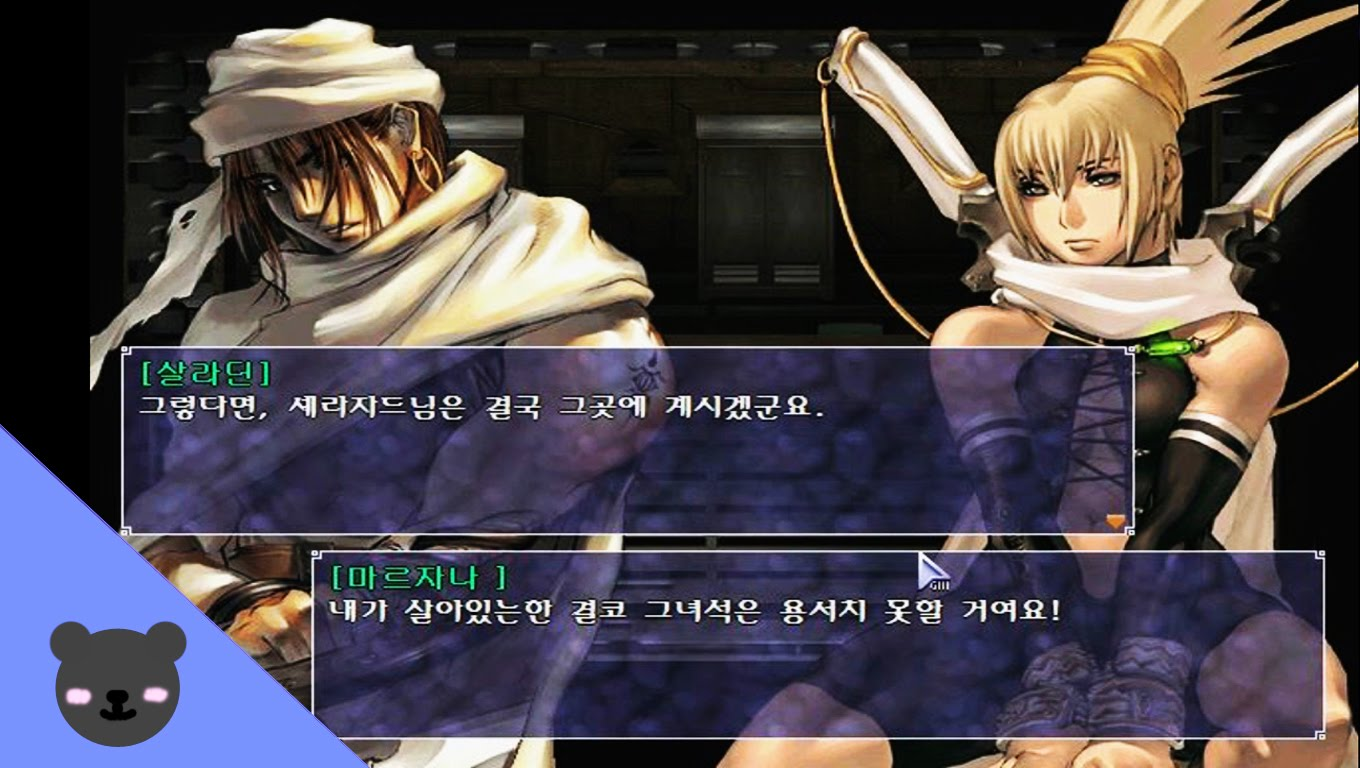 [살라딘]
그렇다면, 세라자드님은 결국 그곳에 계시겠군요.
[마르자나 ]
내가 살아있는한 결코 그녀석은 용서치 못할 거여요!
GIII